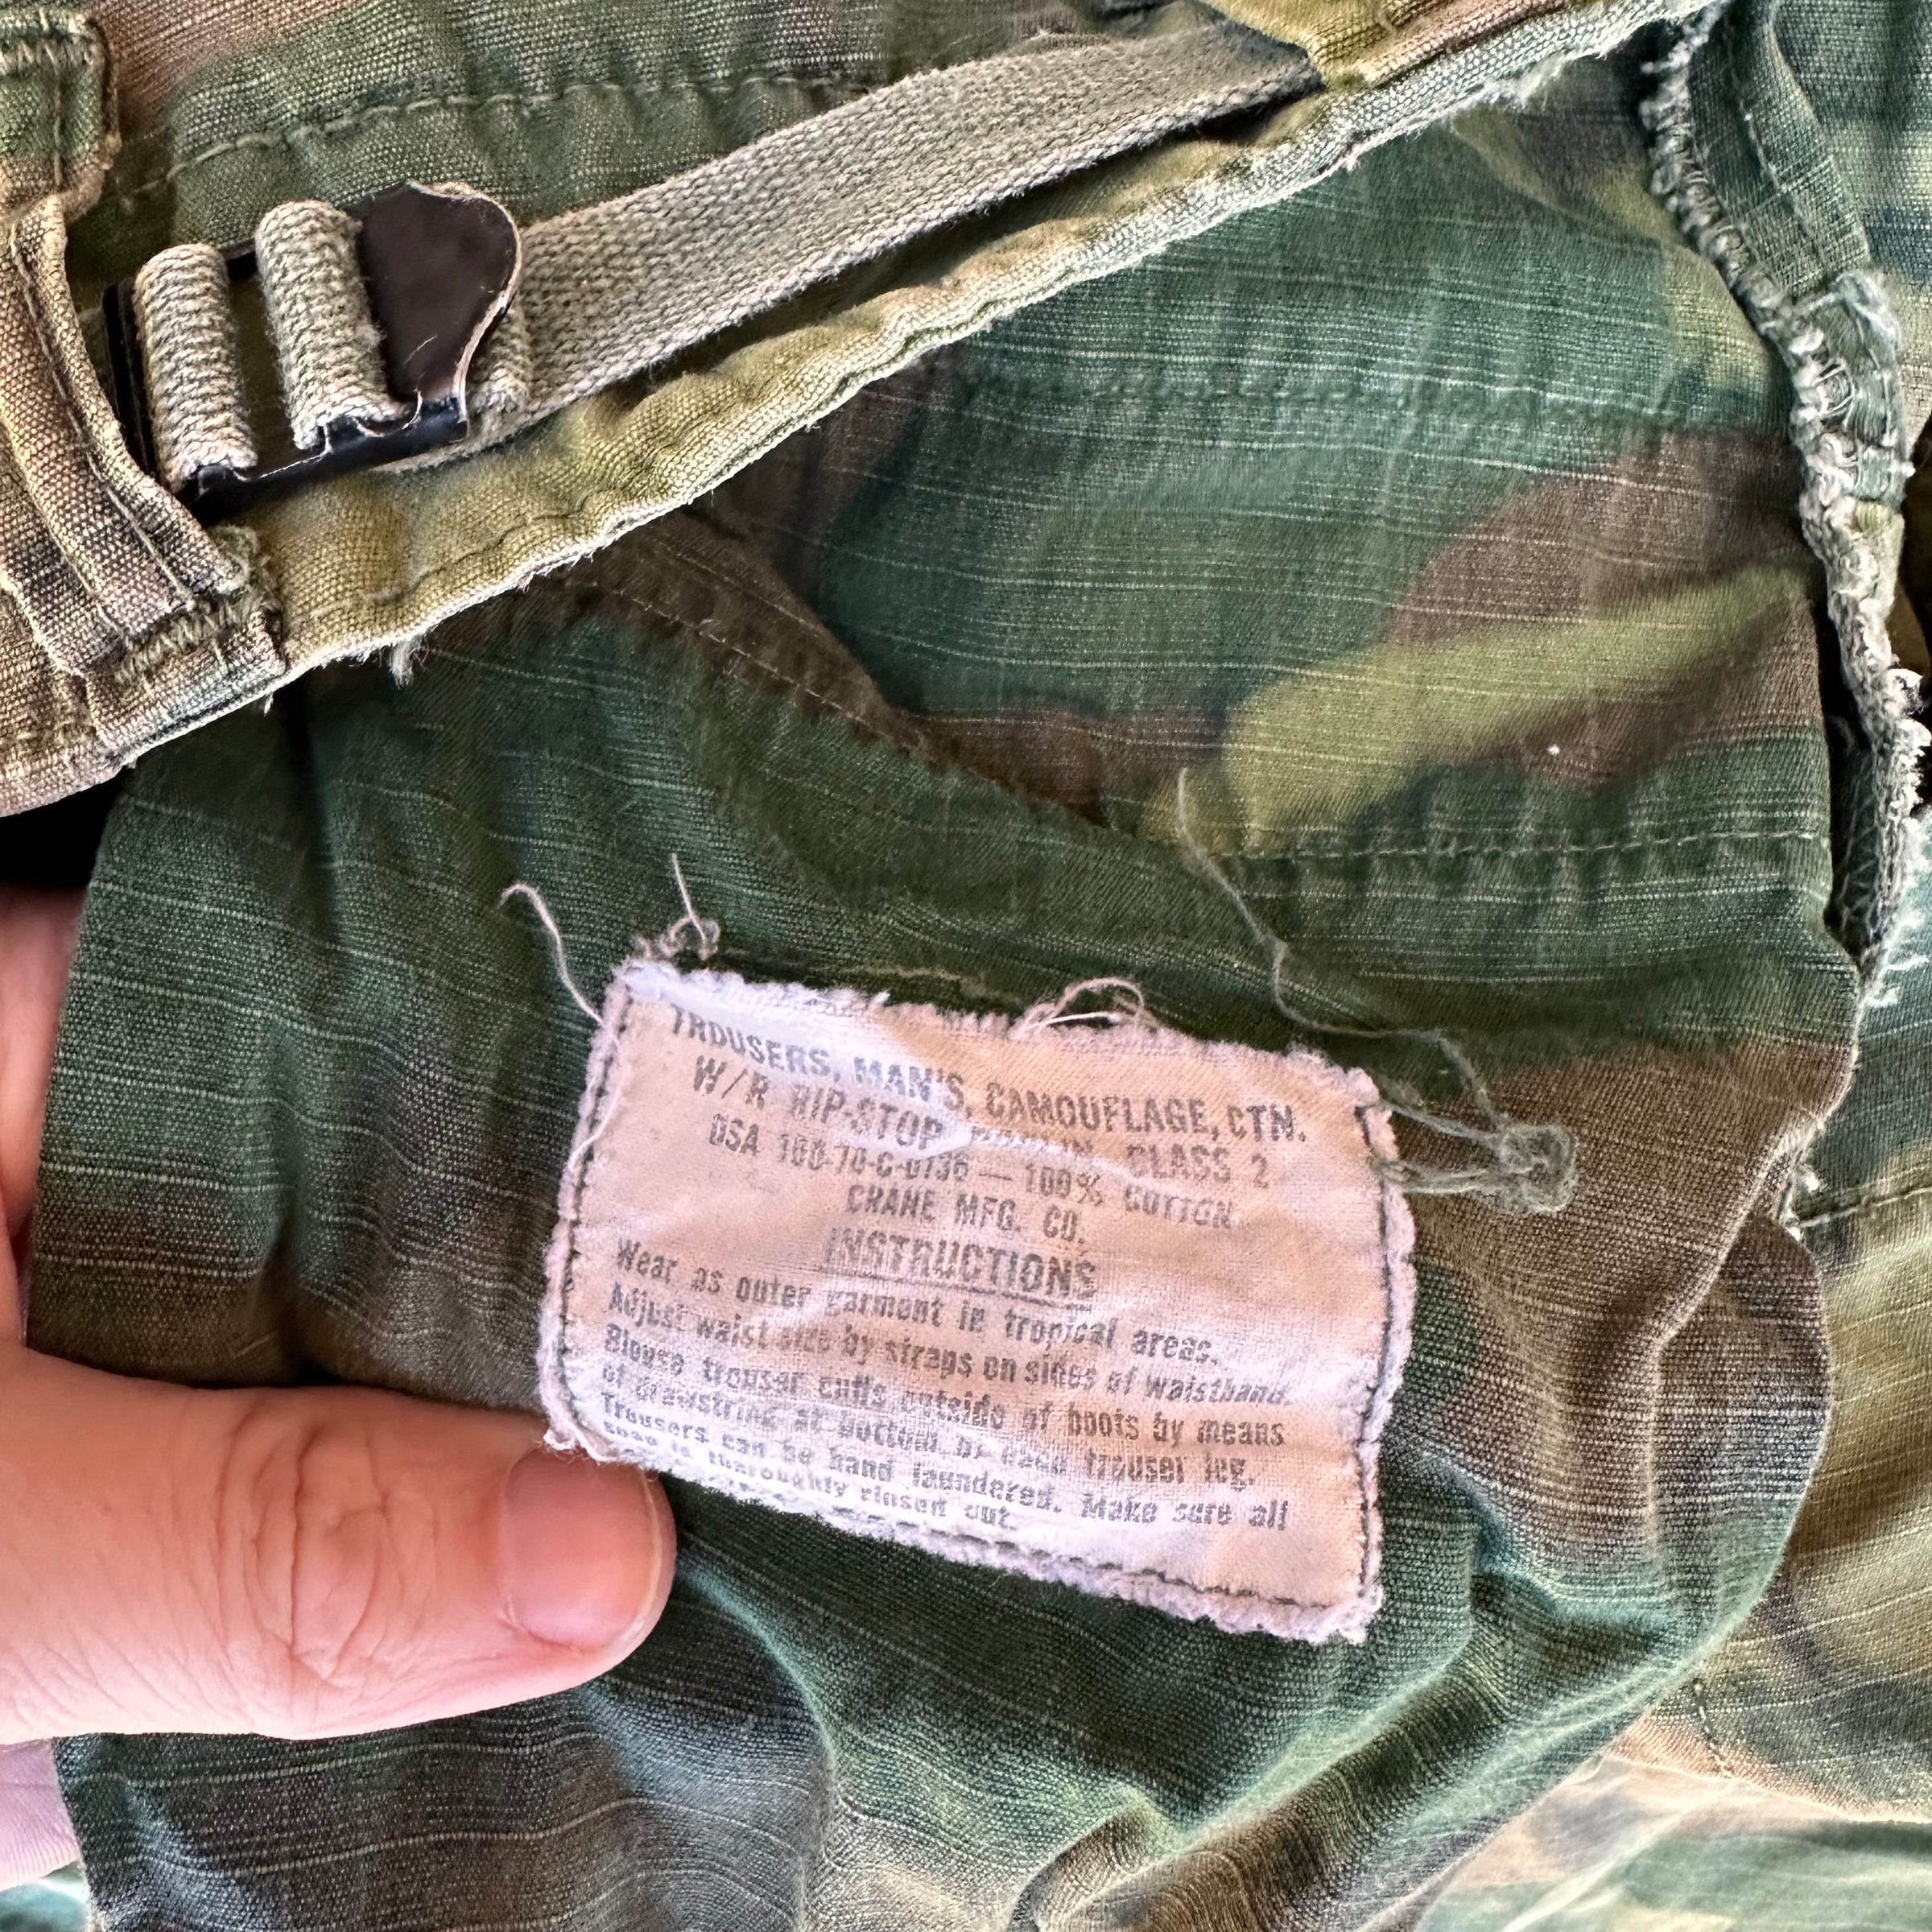 TROUSERS, MAN'S, CAMOUFLAGE, CTN.
W/R RIP-STOP POPLIN, CLASS 2
DSA 100-70-C-0736 — 100% COTTON
CRANE MFG. CO.
INSTRUCTIONS
Wear as outer garment in tropical areas.
Adjust waist size by straps on sides of waistband.
Blouse trouser cuffs outside of boots by means
of drawstring at bottom of each trouser leg.
Trousers can be hand laundered. Make sure all
soap is thoroughly rinsed out.